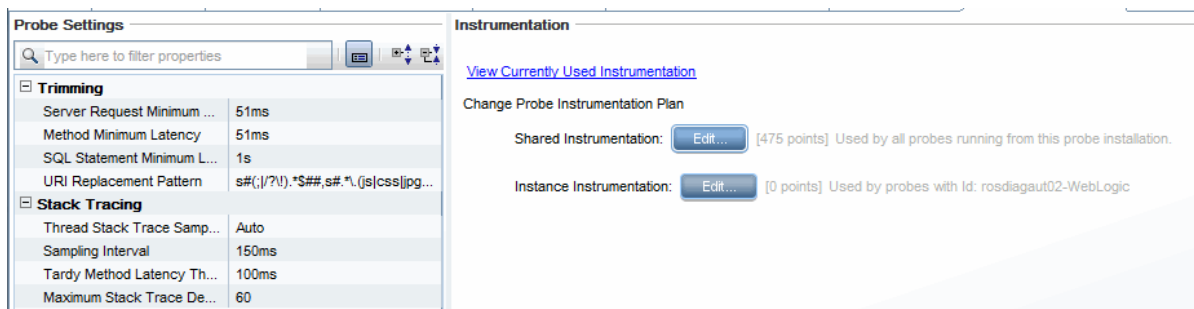 Probe Settings
Type here to filter properties
Trimming
Server Request Minimum ... 51ms
Method Minimum Latency 51ms
SQL Statement Minimum L... 1s
URI Replacement Pattern s#(;|/?\!).*$##,s#.*\.(js|css|jpg...
Stack Tracing
Thread Stack Trace Samp... Auto
Sampling Interval 150ms
Tardy Method Latency Th... 100ms
Maximum Stack Trace De... 60
Instrumentation
View Currently Used Instrumentation
Change Probe Instrumentation Plan
Shared Instrumentation: Edit... [475 points] Used by all probes running from this probe installation.
Instance Instrumentation: Edit... [0 points] Used by probes with Id: rosdiagaut02-WebLogic